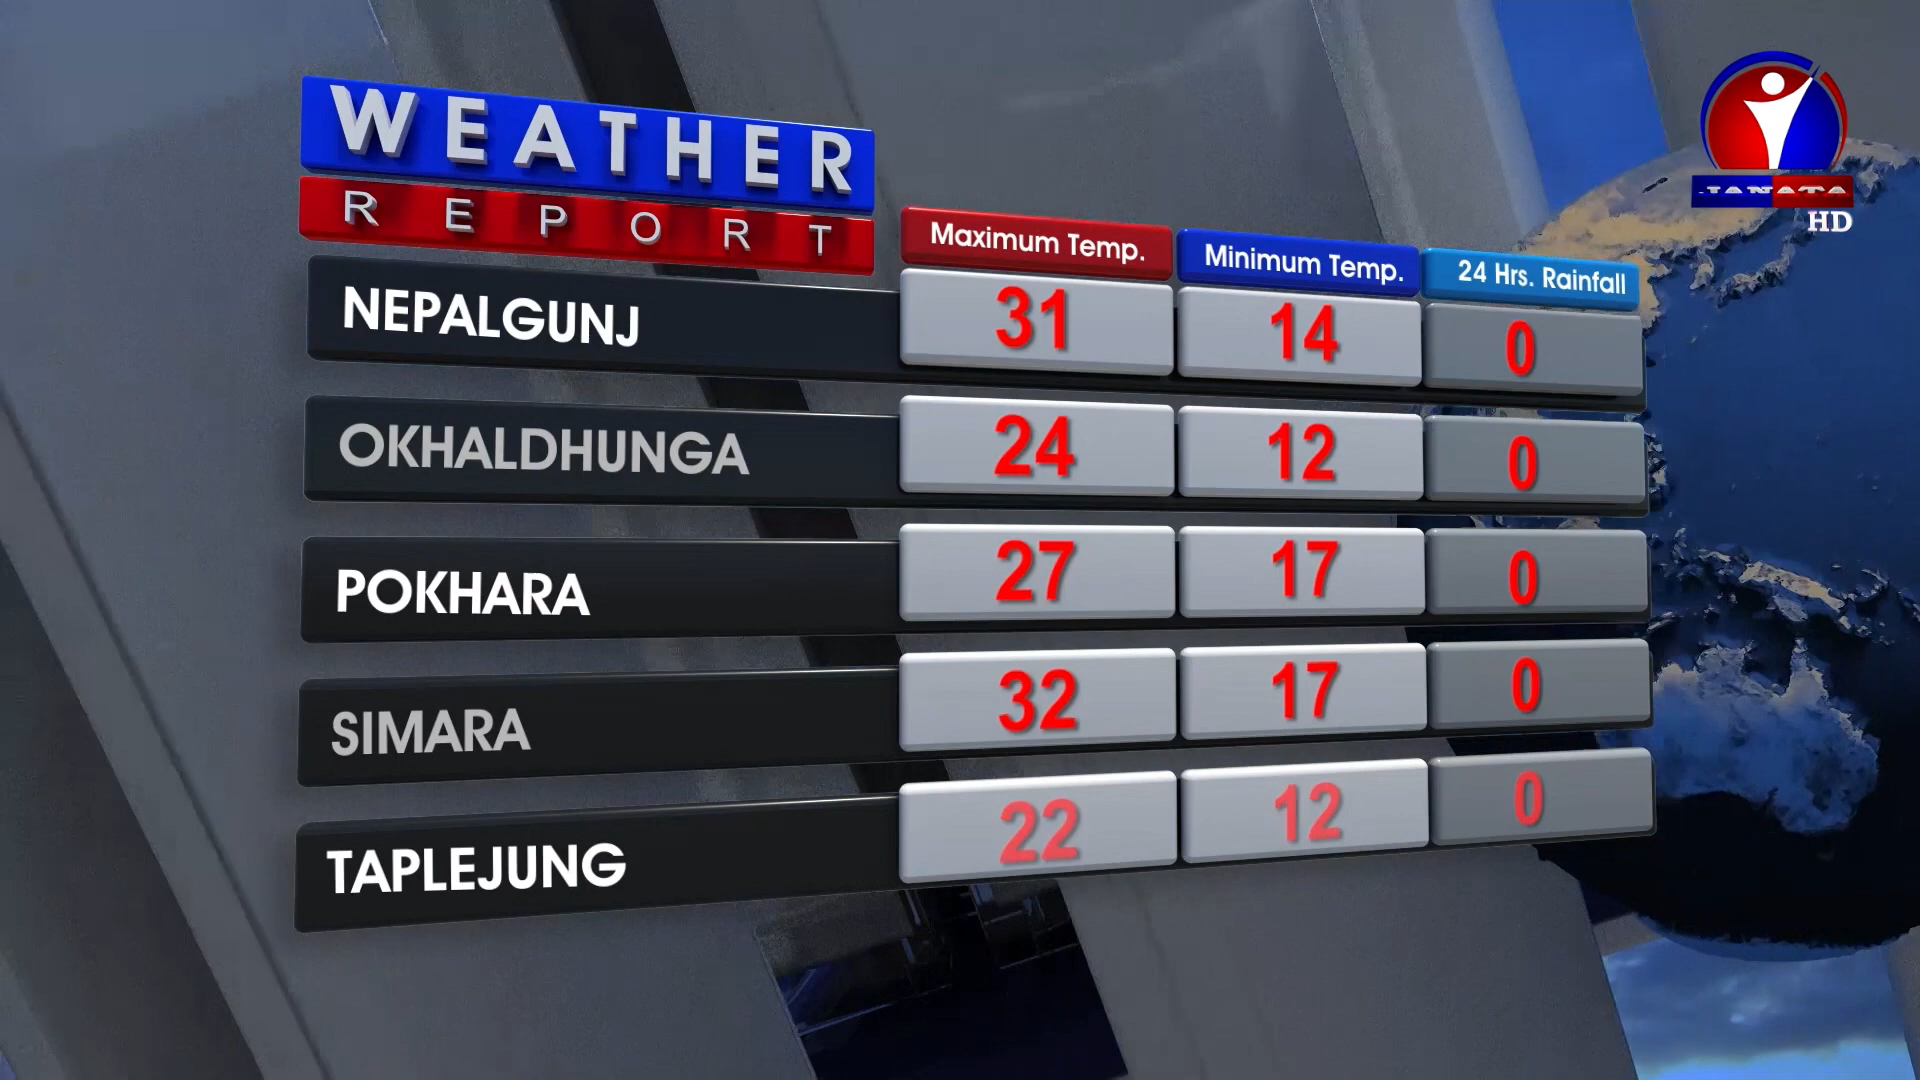 WEATHER
REPORT
JANATA
HD
Maximum Temp. Minimum Temp. 24 Hrs. Rainfall
NEPALGUNJ 31 14 0
OKHALDHUNGA 24 12 0
POKHARA 27 17 0
SIMARA 32 17 0
TAPLEJUNG 22 12 0